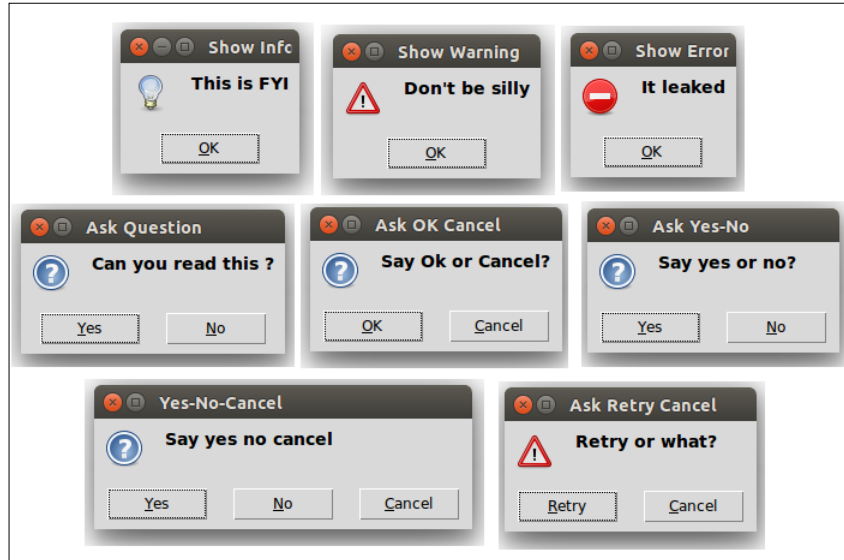 Show Info
This is FYI
OK
Show Warning
Don't be silly
OK
Show Error
It leaked
OK
Ask Question
Can you read this ?
Yes No
Ask OK Cancel
Say Ok or Cancel?
OK Cancel
Ask Yes-No
Say yes or no?
Yes No
Yes-No-Cancel
Say yes no cancel
Yes No Cancel
Ask Retry Cancel
Retry or what?
Retry Cancel